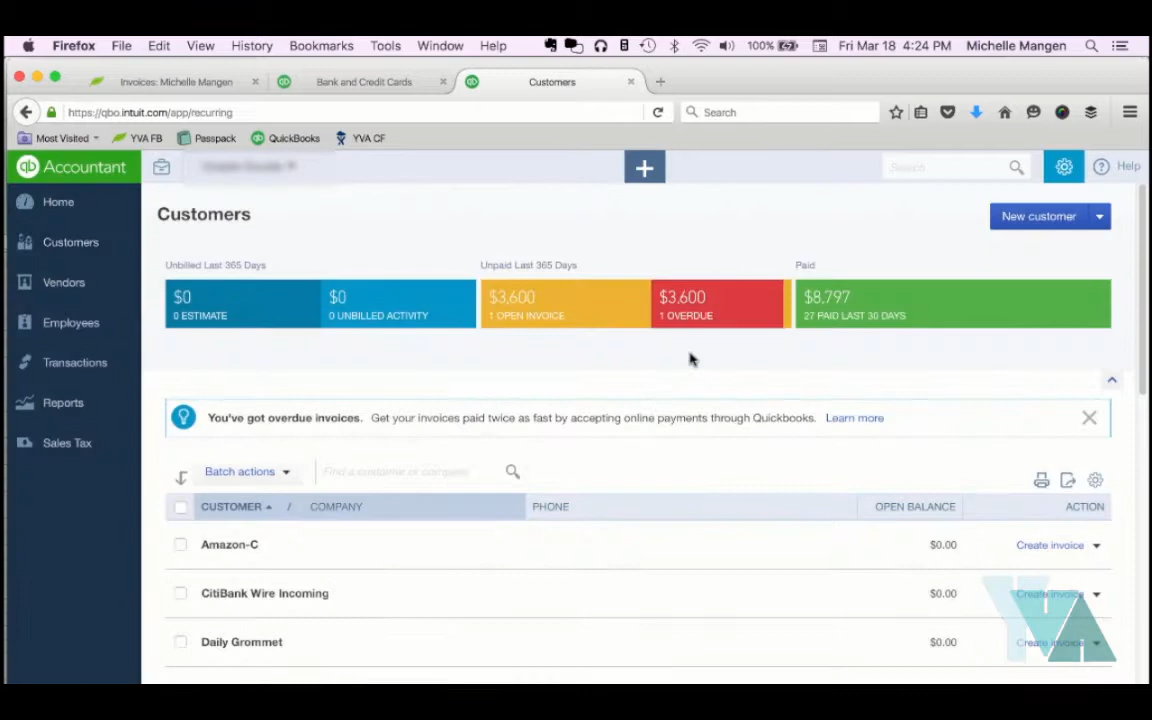 Firefox File Edit View History Bookmarks Tools Window Help 100% Fri Mar 18 4:24 PM Michelle Mangen
Invoices: Michelle Mangen Bank and Credit Cards Customers
https://qbo.intuit.com/app/recurring Search
Most Visited YVA FB Passpack QuickBooks YVA CF
qb Accountant Search Help
Home
Customers
Vendors
Employees
Transactions
Reports
Sales Tax
Customers New customer
Unbilled Last 365 Days Unpaid Last 365 Days Paid
$0 $0 $3,600 $3,600 $8,797
0 ESTIMATE 0 UNBILLED ACTIVITY 1 OPEN INVOICE 1 OVERDUE 27 PAID LAST 30 DAYS
You've got overdue invoices. Get your invoices paid twice as fast by accepting online payments through Quickbooks. Learn more
Batch actions Find a customer or company
CUSTOMER / COMPANY PHONE OPEN BALANCE ACTION
Amazon-C $0.00 Create invoice
CitiBank Wire Incoming $0.00 Create invoice
Daily Grommet $0.00 Create invoice
YVA